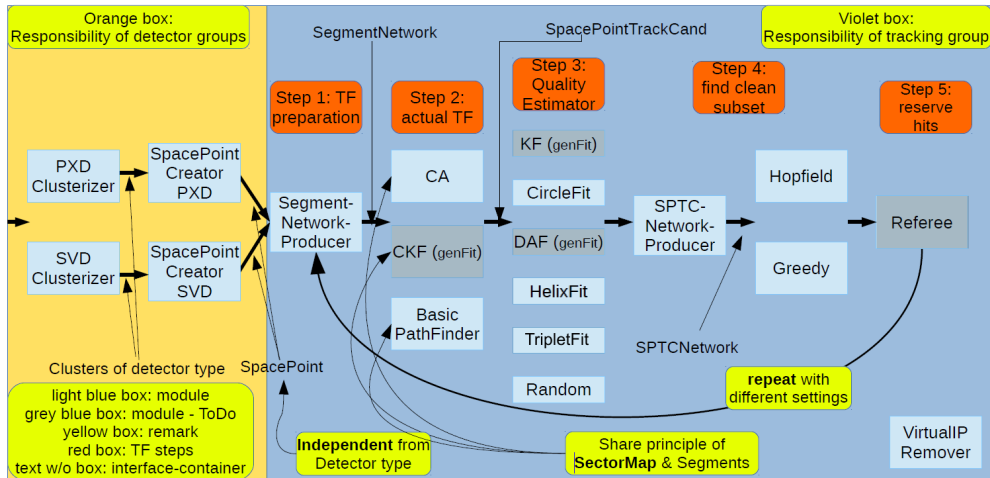 Orange box:
Responsibility of detector groups
SegmentNetwork
SpacePointTrackCand
Violet box:
Responsibility of tracking group
Step 1: TF
preparation
Step 2:
actual TF
Step 3:
Quality
Estimator
Step 4:
find clean
subset
Step 5:
reserve
hits
PXD
Clusterizer
SpacePoint
Creator
PXD
SVD
Clusterizer
SpacePoint
Creator
SVD
Segment-
Network-
Producer
CA
CKF (genFit)
Basic
PathFinder
KF (genFit)
CircleFit
DAF (genFit)
HelixFit
TripletFit
Random
SPTC-
Network-
Producer
Hopfield
Greedy
Referee
Clusters of detector type
SpacePoint
SPTCNetwork
repeat with
different settings
light blue box: module
grey blue box: module - ToDo
yellow box: remark
red box: TF steps
text w/o box: interface-container
Independent from
Detector type
Share principle of
SectorMap & Segments
VirtualIP
Remover